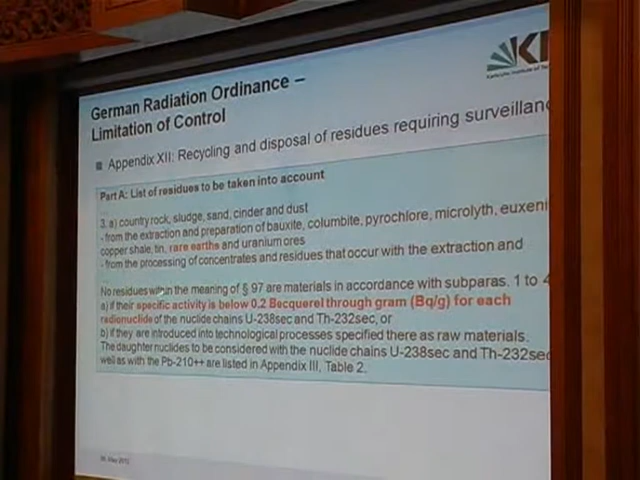 German Radiation Ordinance –
Limitation of Control
KI
Karlsruhe Institute of
Appendix XII: Recycling and disposal of residues requiring surveillan
Part A: List of residues to be taken into account
3. a) country rock, sludge, sand, cinder and dust
- from the extraction and preparation of bauxite, columbite, pyrochlore, microlyth, euxeni
copper shale, tin, rare earths and uranium ores
- from the processing of concentrates and residues that occur with the extraction and
No residues within the meaning of § 97 are materials in accordance with subparas. 1 to 4
a) if their specific activity is below 0.2 Becquerel through gram (Bq/g) for each
radionuclide of the nuclide chains U-238sec and Th-232sec, or
b) if they are introduced into technological processes specified there as raw materials.
The daughter nuclides to be considered with the nuclide chains U-238sec and Th-232sec
well as with the Pb-210++ are listed in Appendix III, Table 2.